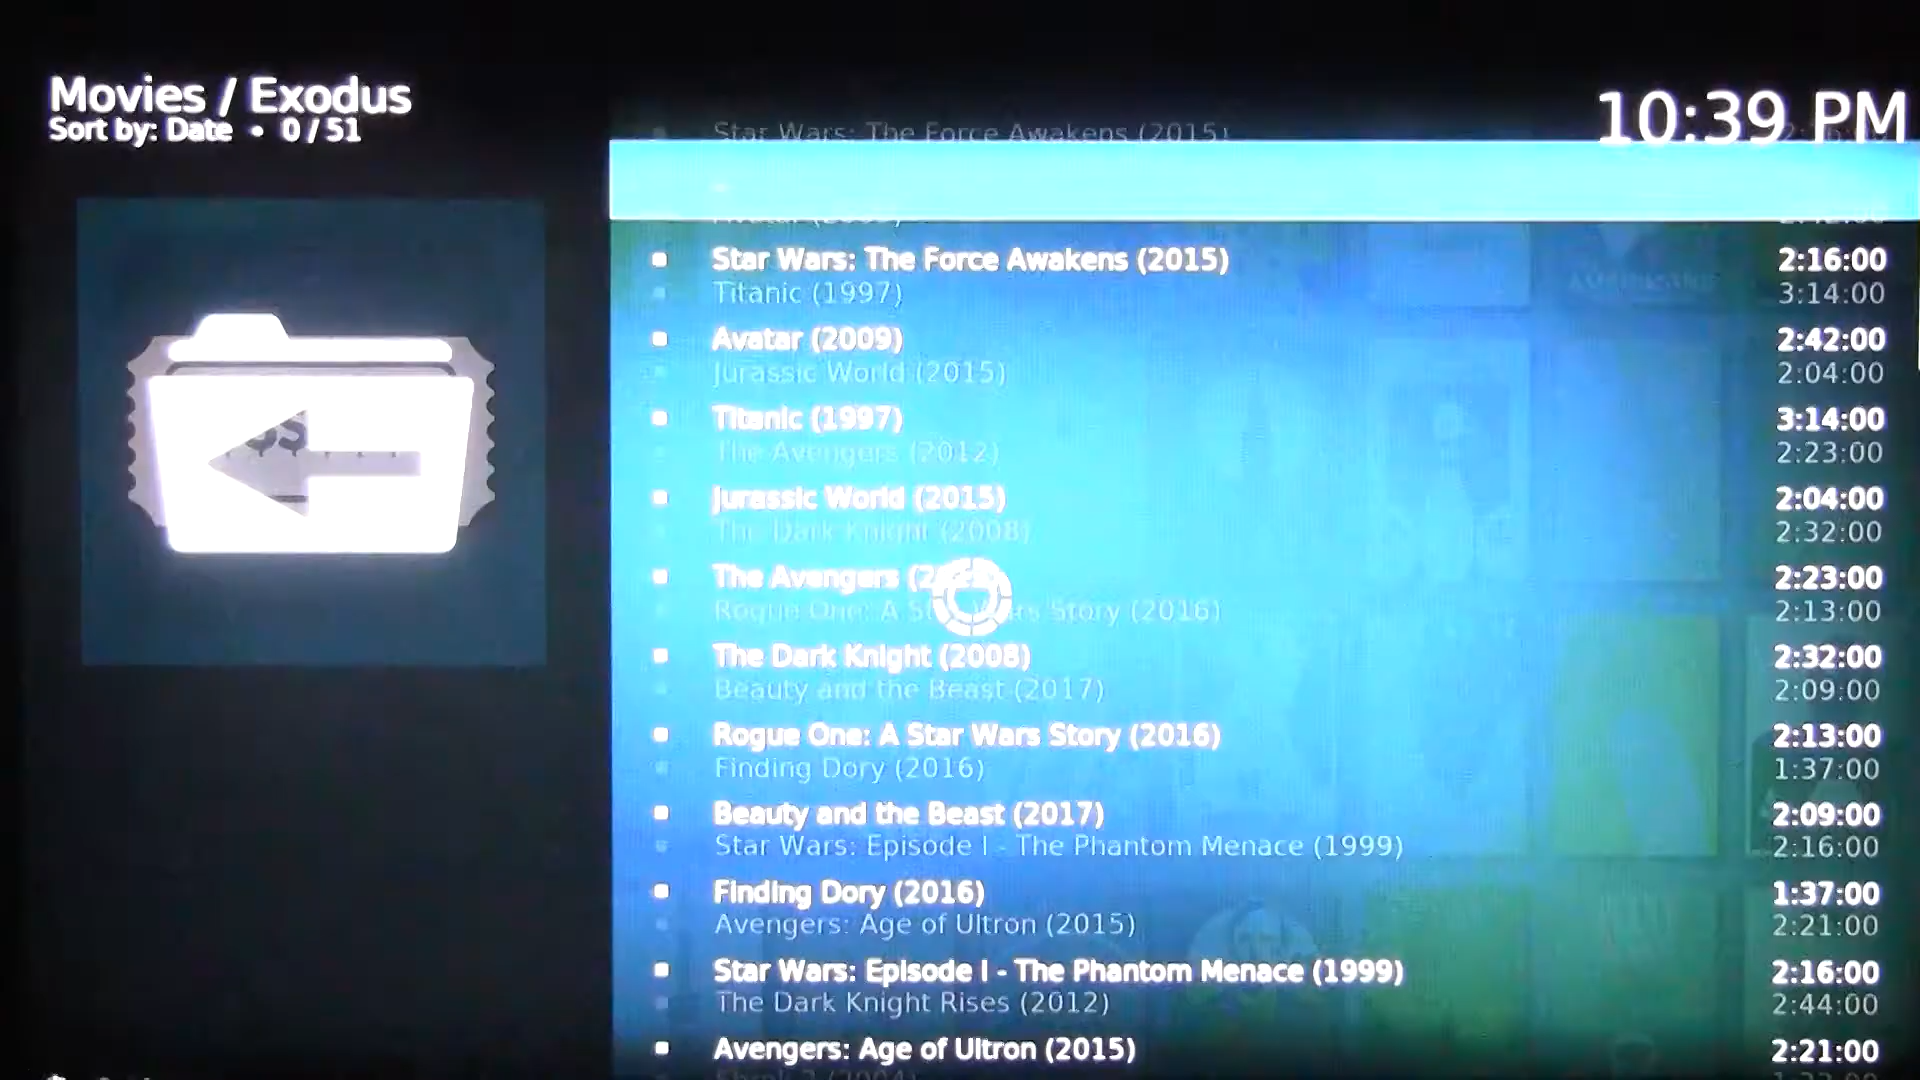 Movies / Exodus
Sort by: Date • 0 / 51
10:39 PM
Star Wars: The Force Awakens (2015)
Star Wars: The Force Awakens (2015) 2:16:00
Titanic (1997) 3:14:00
Avatar (2009) 2:42:00
Jurassic World (2015) 2:04:00
Titanic (1997) 3:14:00
The Avengers (2012) 2:23:00
Jurassic World (2015) 2:04:00
The Dark Knight (2008) 2:32:00
The Avengers 2:23:00
Rogue One: A Star Wars Story (2016) 2:13:00
The Dark Knight (2008) 2:32:00
Beauty and the Beast (2017) 2:09:00
Rogue One: A Star Wars Story (2016) 2:13:00
Finding Dory (2016) 1:37:00
Beauty and the Beast (2017) 2:09:00
Star Wars: Episode I - The Phantom Menace (1999) 2:16:00
Finding Dory (2016) 1:37:00
Avengers: Age of Ultron (2015) 2:21:00
Star Wars: Episode I - The Phantom Menace (1999) 2:16:00
The Dark Knight Rises (2012) 2:44:00
Avengers: Age of Ultron (2015) 2:21:00